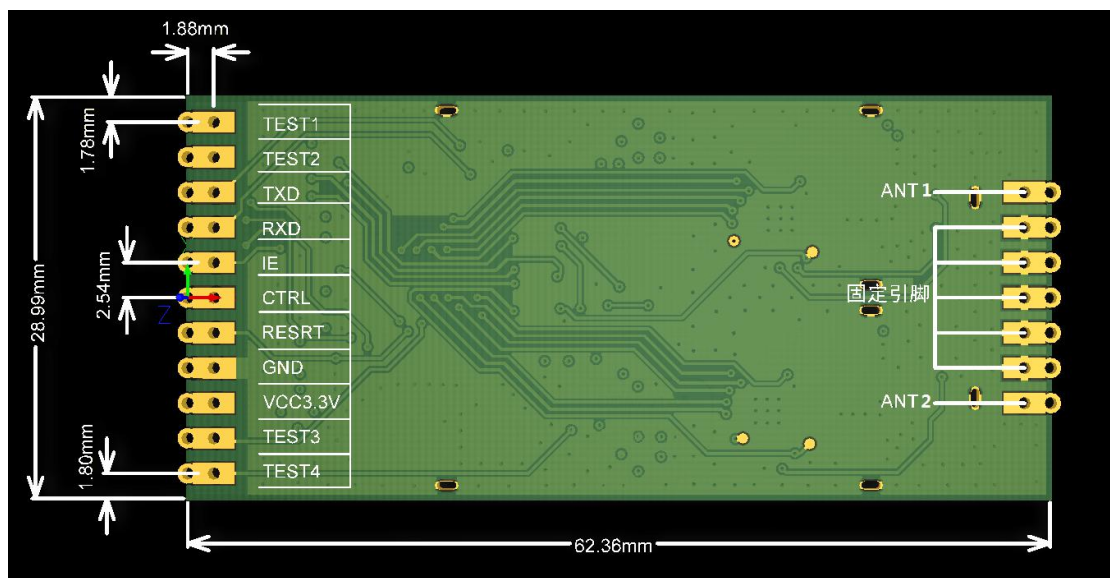 1.88mm
1.78mm
28.99mm
2.54mm
1.80mm
62.36mm
TEST1
TEST2
TXD
RXD
IE
CTRL
RESRT
GND
VCC3.3V
TEST3
TEST4
Z
ANT1
固定引脚
ANT2